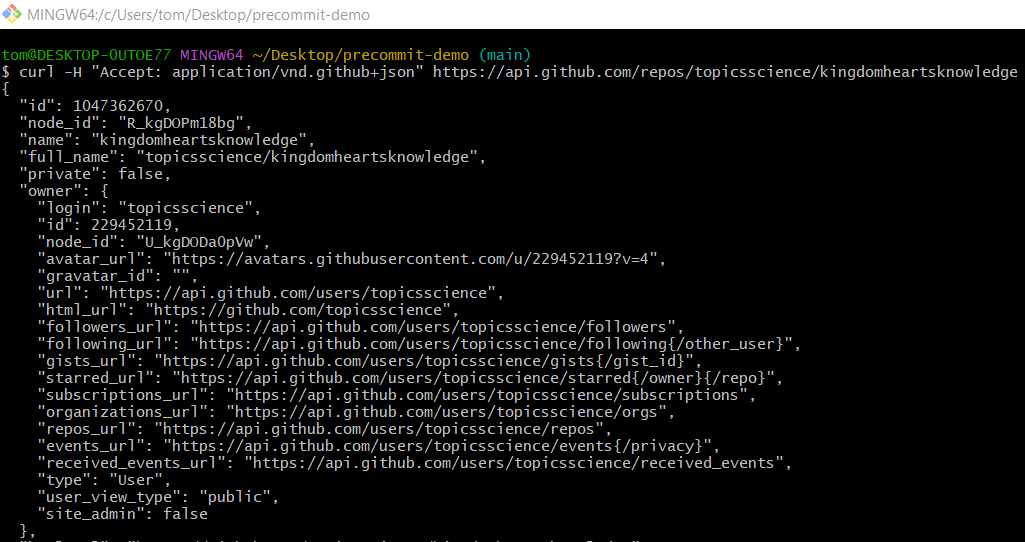 MINGW64:/c/Users/tom/Desktop/precommit-demo
tom@DESKTOP-OUTOE77 MINGW64 ~/Desktop/precommit-demo (main)
$ curl -H "Accept: application/vnd.github+json" https://api.github.com/repos/topicsscience/kingdomheartsknowledge
{
  "id": 1047362670,
  "node_id": "R_kgDOPm18bg",
  "name": "kingdomheartsknowledge",
  "full_name": "topicsscience/kingdomheartsknowledge",
  "private": false,
  "owner": {
    "login": "topicsscience",
    "id": 229452119,
    "node_id": "U_kgDODaOpVw",
    "avatar_url": "https://avatars.githubusercontent.com/u/229452119?v=4",
    "gravatar_id": "",
    "url": "https://api.github.com/users/topicsscience",
    "html_url": "https://github.com/topicsscience",
    "followers_url": "https://api.github.com/users/topicsscience/followers",
    "following_url": "https://api.github.com/users/topicsscience/following{/other_user}",
    "gists_url": "https://api.github.com/users/topicsscience/gists{/gist_id}",
    "starred_url": "https://api.github.com/users/topicsscience/starred{/owner}{/repo}",
    "subscriptions_url": "https://api.github.com/users/topicsscience/subscriptions",
    "organizations_url": "https://api.github.com/users/topicsscience/orgs",
    "repos_url": "https://api.github.com/users/topicsscience/repos",
    "events_url": "https://api.github.com/users/topicsscience/events{/privacy}",
    "received_events_url": "https://api.github.com/users/topicsscience/received_events",
    "type": "User",
    "user_view_type": "public",
    "site_admin": false
  },